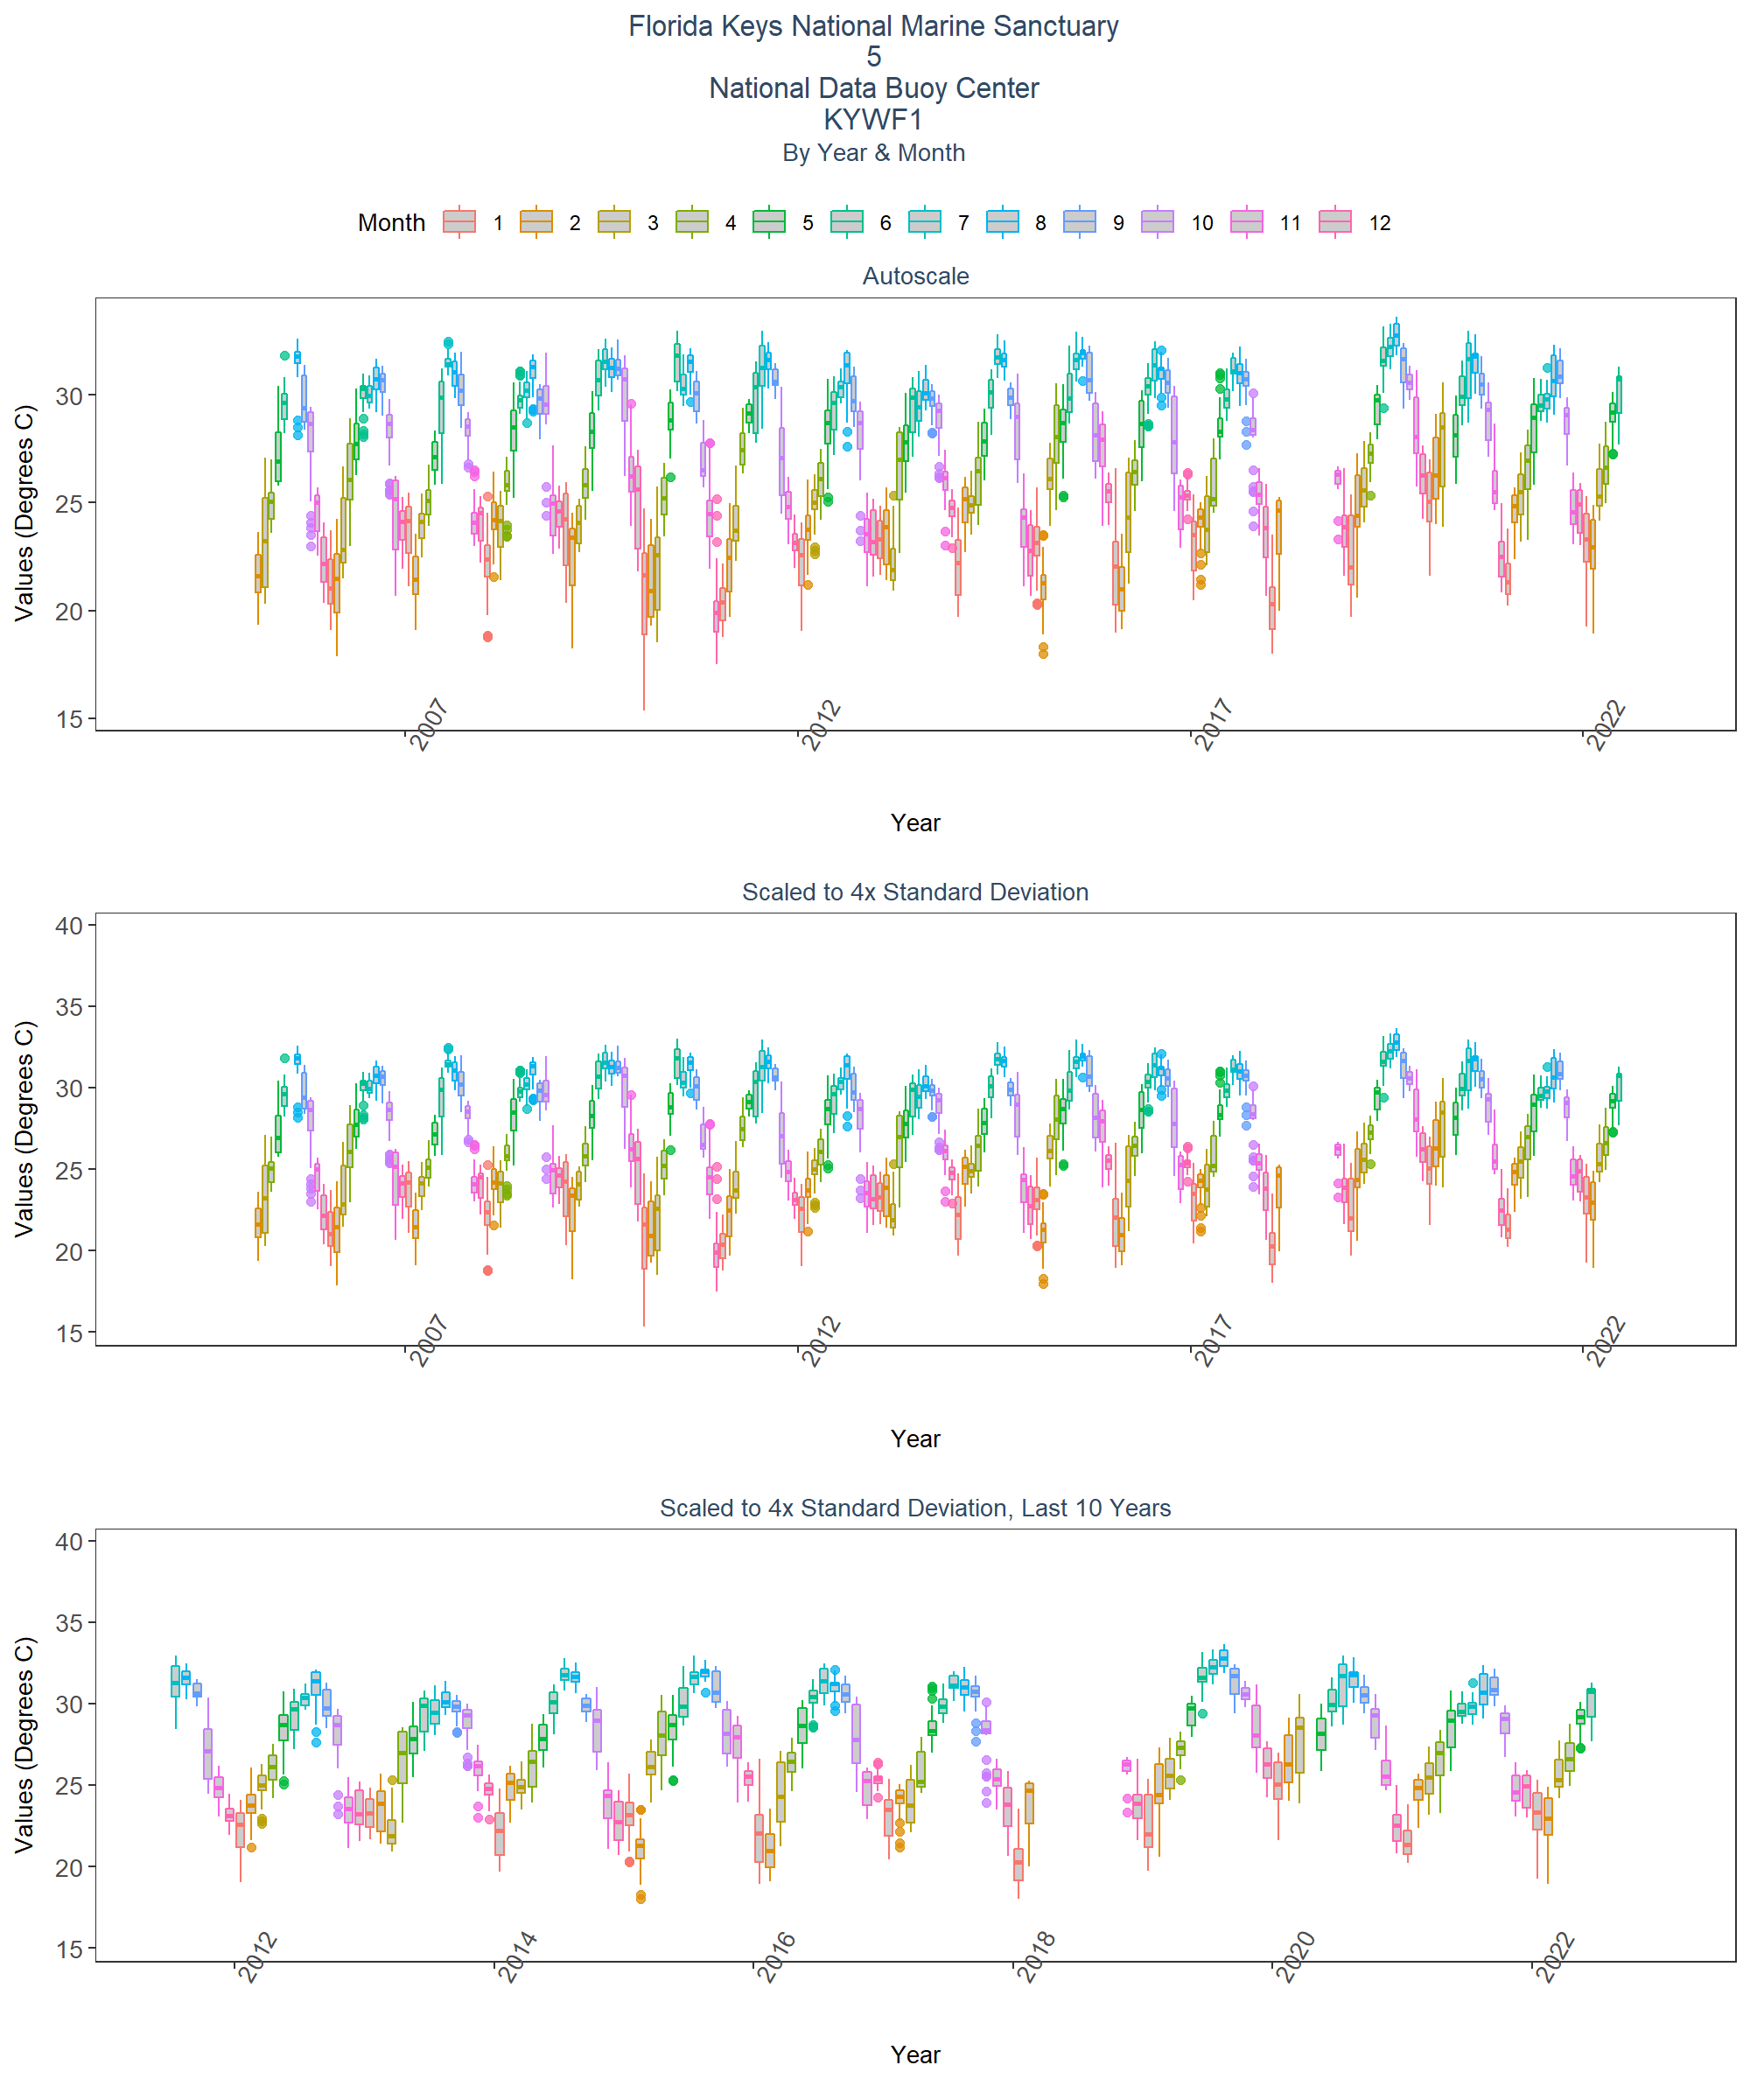 Florida Keys National Marine Sanctuary
5
National Data Buoy Center
KYWF1
By Year & Month
Month 1 2 3 4 5 6 7 8 9 10 11 12
Autoscale
Values (Degrees C)
30
25
20
15
2007 2012 2017 2022
Year
Scaled to 4x Standard Deviation
Values (Degrees C)
40
35
30
25
20
15
2007 2012 2017 2022
Year
Scaled to 4x Standard Deviation, Last 10 Years
Values (Degrees C)
40
35
30
25
20
15
2012 2014 2016 2018 2020 2022
Year